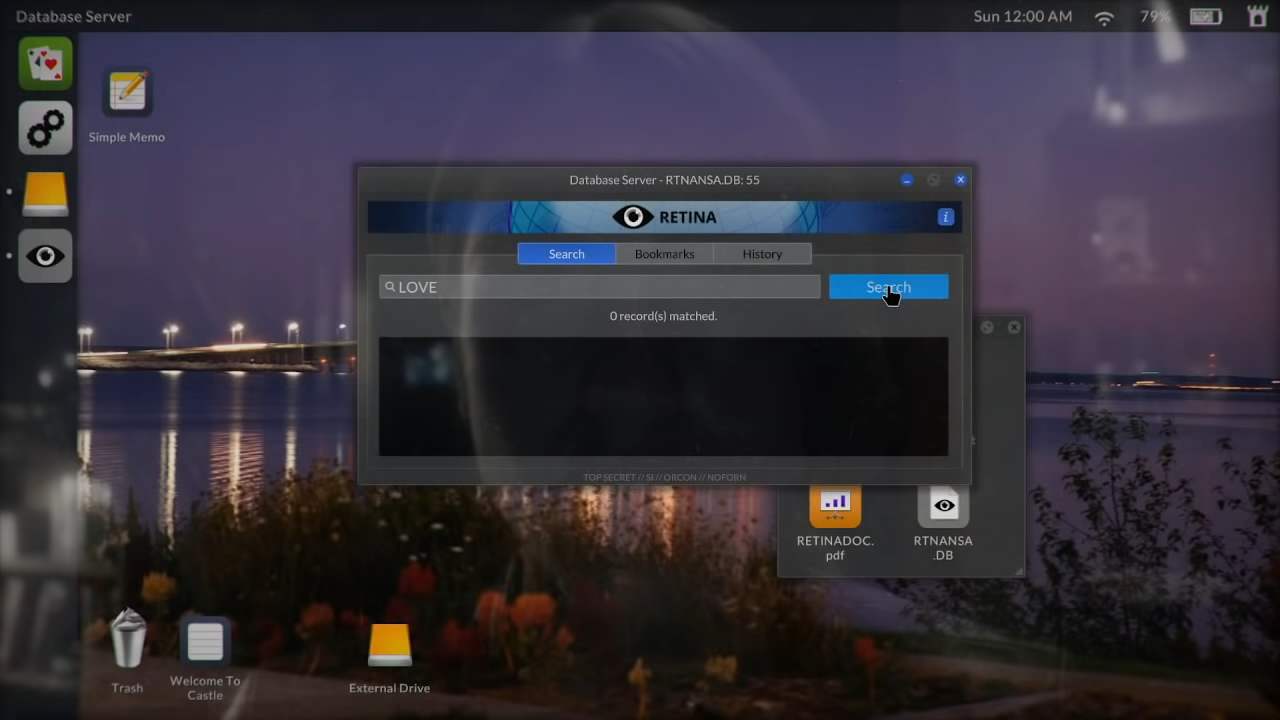 Database Server
Sun 12:00 AM
79%
Simple Memo
Database Server - RTNANSA.DB: 55
RETINA
i
Search
Bookmarks
History
LOVE
Search
0 record(s) matched.
TOP SECRET // SI // ORCON // NOFORN
RETINADOC.
pdf
RTNANSA
.DB
Trash
Welcome To
Castle
External Drive